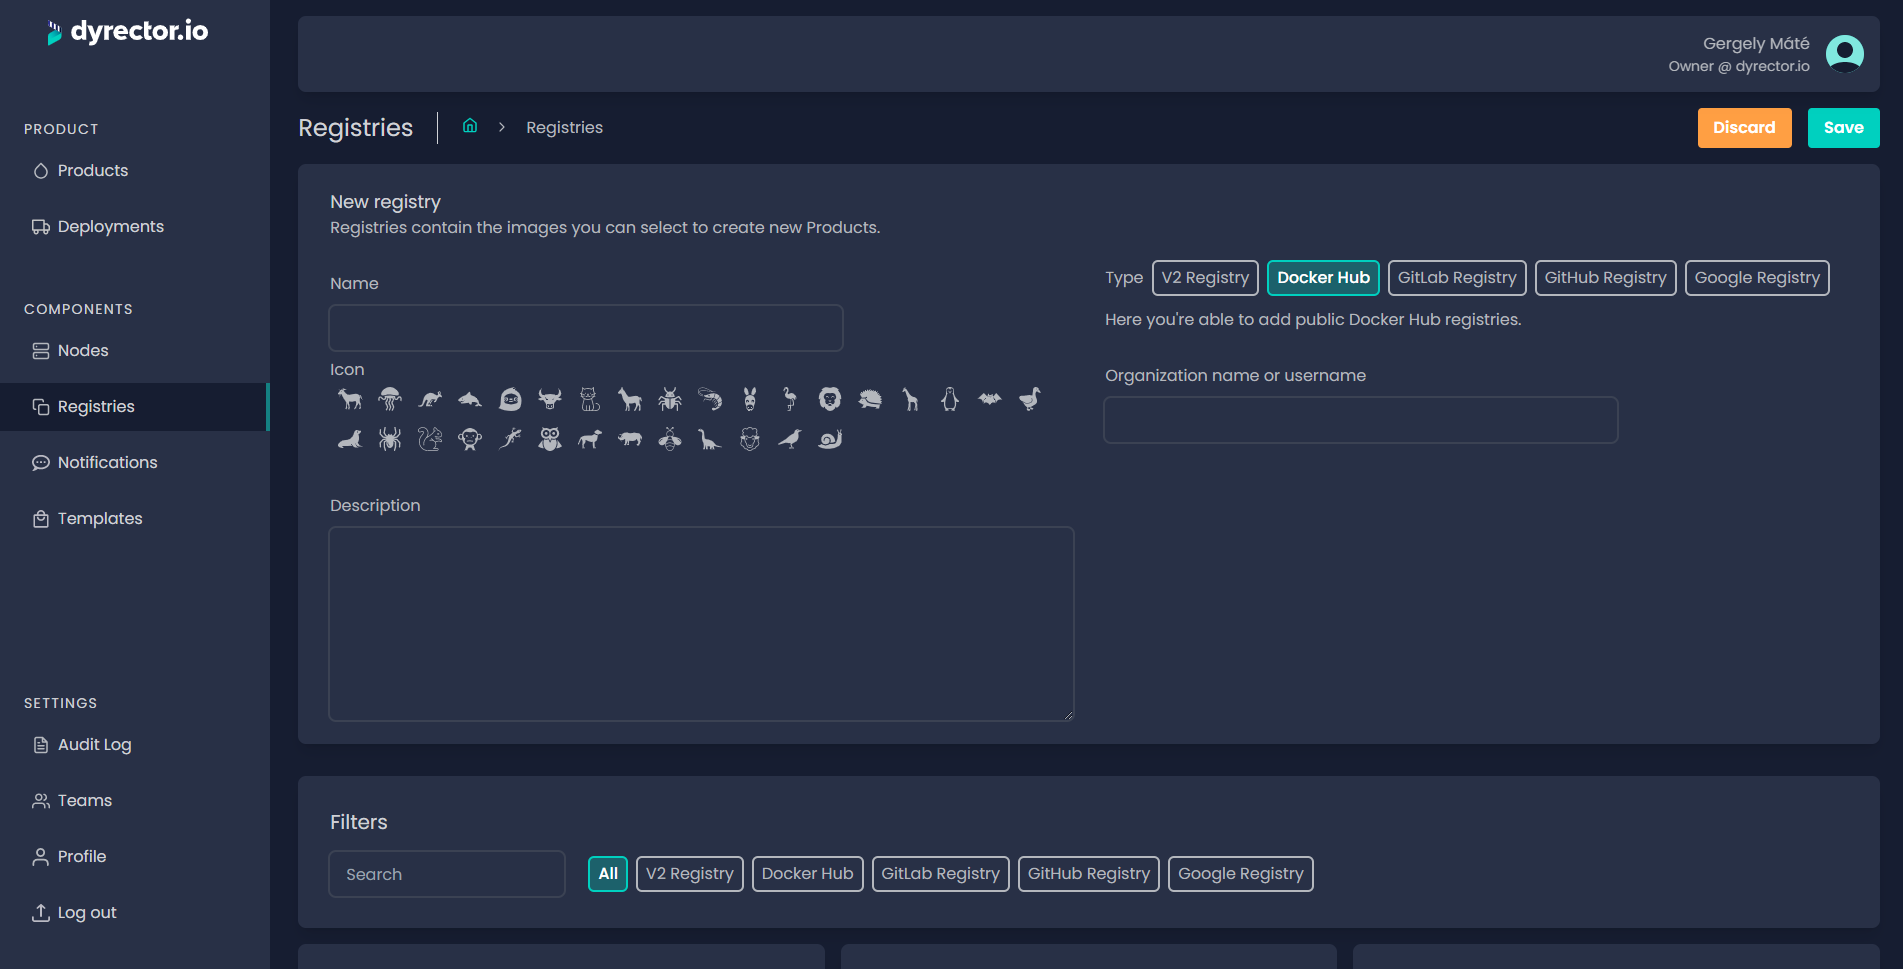 dyrector.io
Gergely Máté
Owner @ dyrector.io
PRODUCT
Products
Deployments
COMPONENTS
Nodes
Registries
Notifications
Templates
SETTINGS
Audit Log
Teams
Profile
Log out
Registries
Registries
Discard
Save
New registry
Registries contain the images you can select to create new Products.
Name
Icon
Description
Type V2 Registry Docker Hub GitLab Registry GitHub Registry Google Registry
Here you're able to add public Docker Hub registries.
Organization name or username
Filters
Search All V2 Registry Docker Hub GitLab Registry GitHub Registry Google Registry